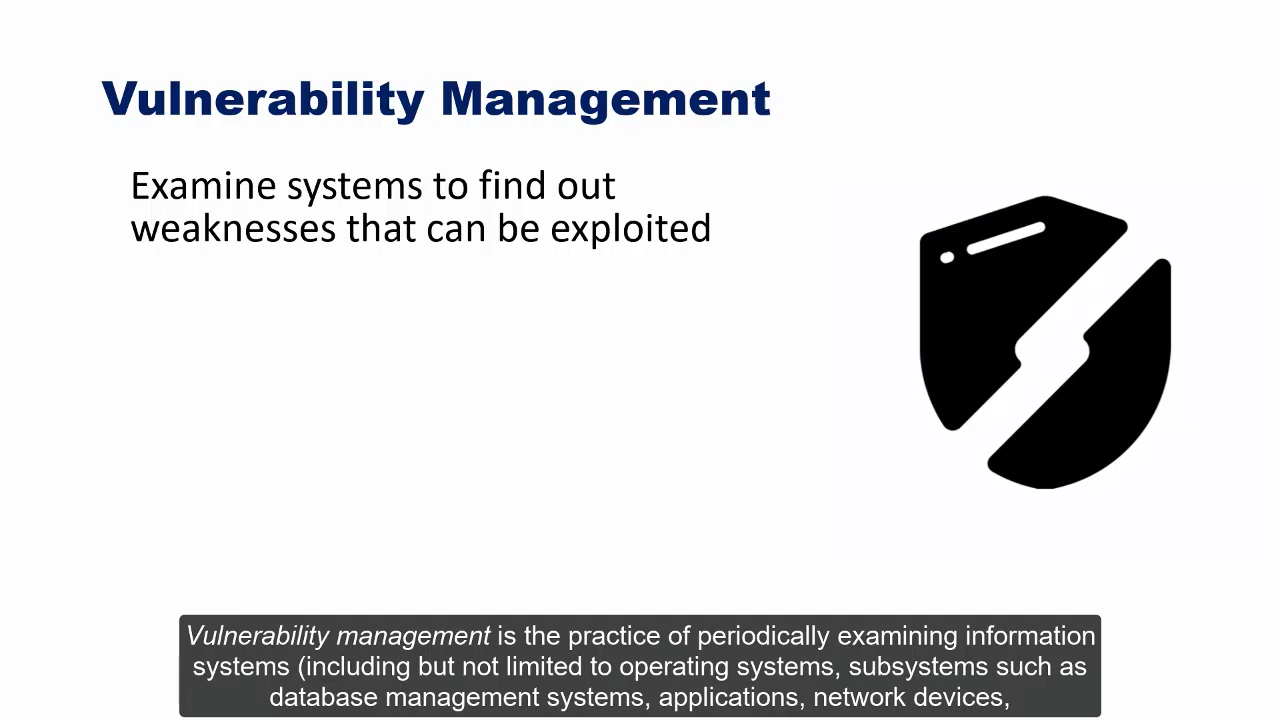 Vulnerability Management
Examine systems to find out
weaknesses that can be exploited
Vulnerability management is the practice of periodically examining information
systems (including but not limited to operating systems, subsystems such as
database management systems, applications, network devices,